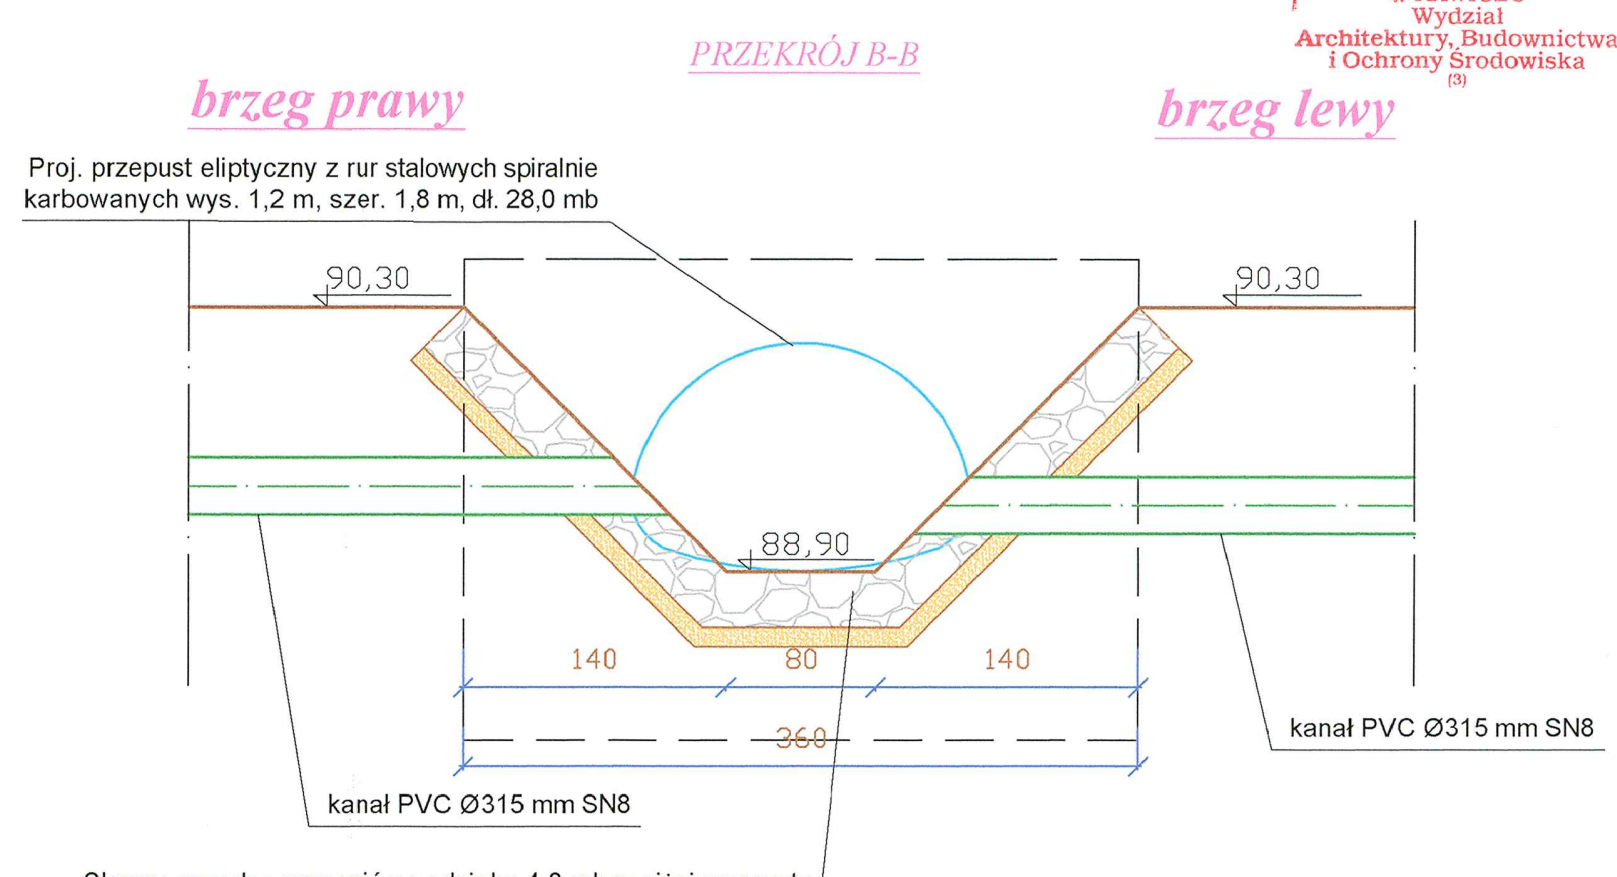 Wydział
Architektury, Budownictwa
i Ochrony Środowiska
(3)
PRZEKRÓJ B-B
brzeg prawy
brzeg lewy
Proj. przepust eliptyczny z rur stalowych spiralnie
karbowanych wys. 1,2 m, szer. 1,8 m, dł. 28,0 mb
90,30
90,30
88,90
140
80
140
360
kanał PVC Ø315 mm SN8
kanał PVC Ø315 mm SN8